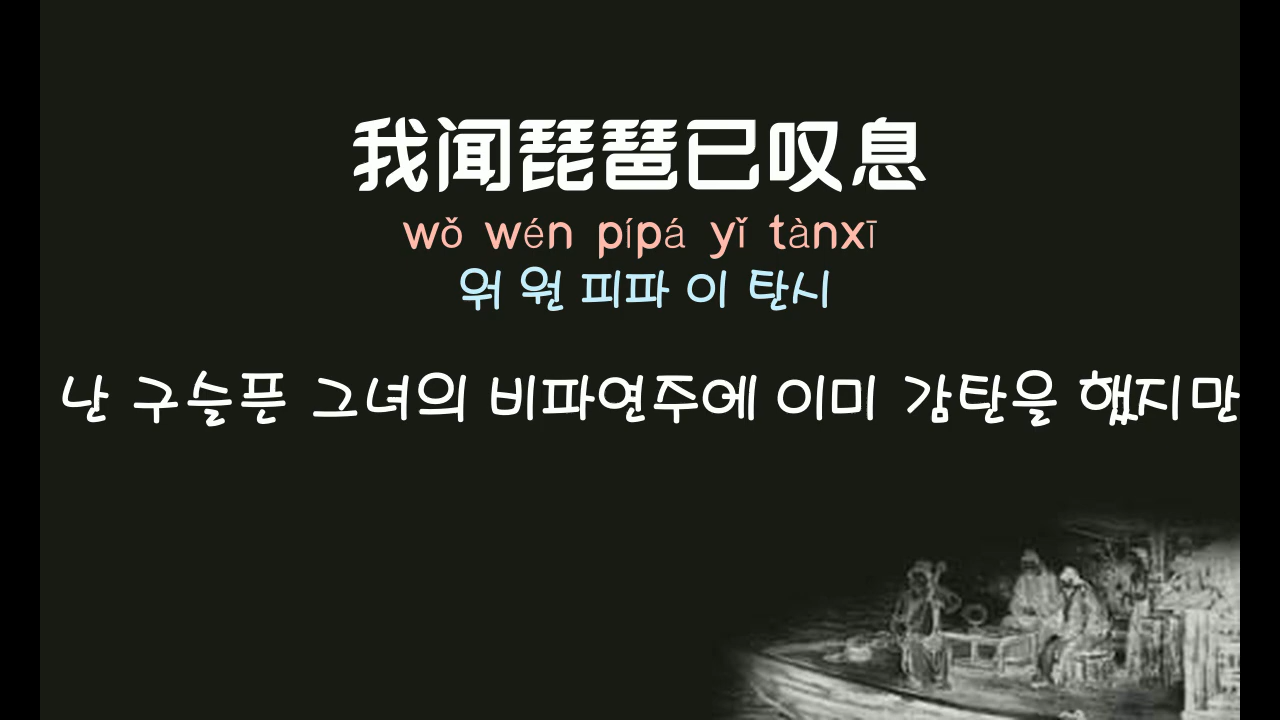 我闻琵琶已叹息
wǒ wén pípá yǐ tànxī
워 원 피파 이 탄시
난 구슬픈 그녀의 비파연주에 이미 감탄을 했지만